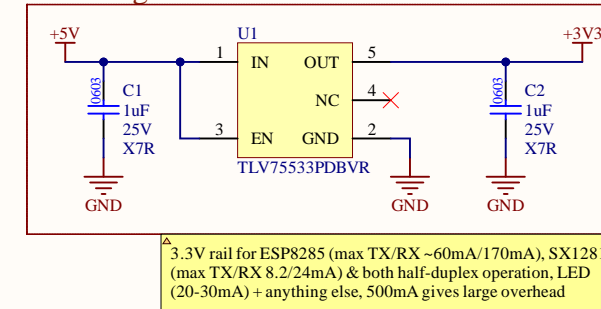 +5V
U1
+3V3
1
IN
OUT
5
0603
C1
1uF
25V
X7R
NC
4
0603
C2
1uF
25V
X7R
3
EN
GND
2
TLV75533PDBVR
GND
GND
GND
3.3V rail for ESP8285 (max TX/RX ~60mA/170mA), SX1281
(max TX/RX 8.2/24mA) & both half-duplex operation, LED
(20-30mA) + anything else, 500mA gives large overhead